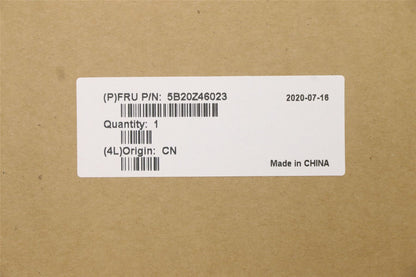 (P)FRU P/N: 5B20Z46023 2020-07-16
Quantity: 1
(4L)Origin: CN
Made in CHINA